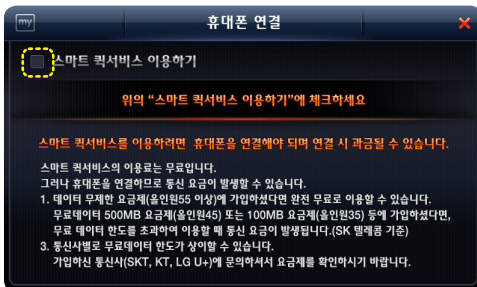 my
휴대폰 연결
스마트 퀵서비스 이용하기
위의 “스마트 퀵서비스 이용하기”에 체크하세요
스마트 퀵서비스를 이용하려면 휴대폰을 연결해야 되며 연결 시 과금될 수 있습니다.
스마트 퀵서비스의 이용료는 무료입니다.
그러나 휴대폰을 연결하므로 통신 요금이 발생할 수 있습니다.
1. 데이터 무제한 요금제(올인원55 이상)에 가입하셨다면 완전 무료로 이용할 수 있습니다.
무료데이터 500MB 요금제(올인원45) 또는 100MB 요금제(올인원35) 등에 가입하셨다면,
무료 데이터 한도를 초과하여 이용할 때 통신 요금이 발생됩니다.(SK 텔레콤 기준)
3. 통신사별로 무료데이터 한도가 상이할 수 있습니다.
가입하신 통신사(SKT, KT, LG U+)에 문의하셔서 요금제를 확인하시기 바랍니다.